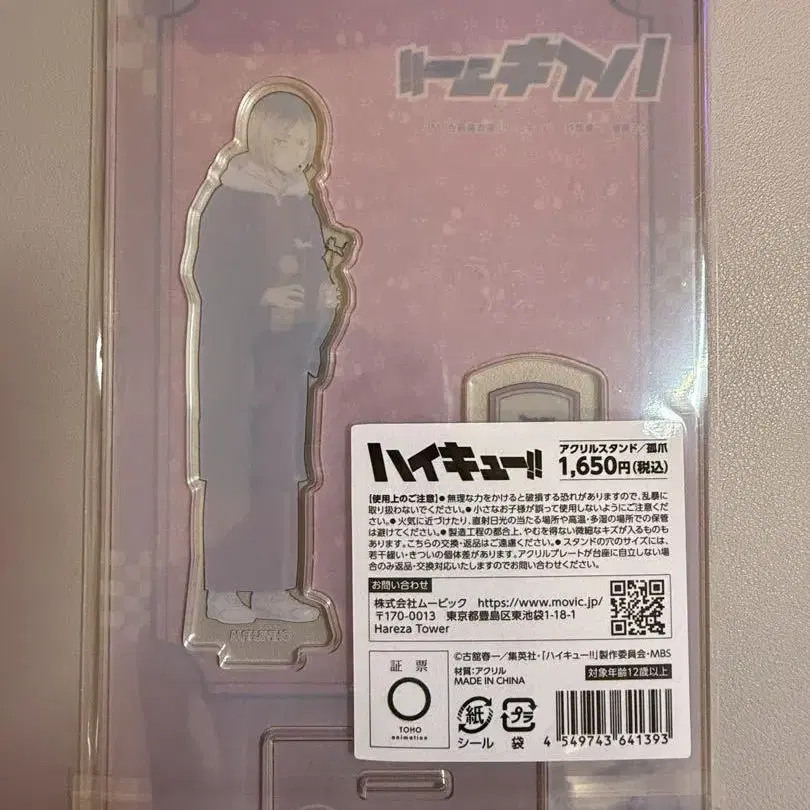 ハイキュー!!
ハイキュー!!
アクリルスタンド/孤爪
1,650円(税込)
【使用上のご注意】●無理な力をかけると破損する恐れがありますので、乱暴に
取り扱わないでください。●小さなお子様が誤って使用しないようにご注意くだ
さい。●火気に近づけたり、直射日光の当たる場所や高温・多湿の場所での保管
は避けてください。●製造工程の都合上、やむを得ない微細なキズが入るものも
あります。こちらの交換・返品はご遠慮ください。●スタンドの穴のサイズには、
若干緩い・きついの個体差があります。アクリルプレートが台座に自立しない場合
のみ返品・交換対応いたしますのでお問い合わせください。
お問い合わせ
株式会社ムービック https://www.movic.jp/
〒170-0013 東京都豊島区東池袋1-18-1
Hareza Tower
証票
TOHO
animation
©古舘春一/集英社・「ハイキュー!!」製作委員会・MBS
材質:アクリル
MADE IN CHINA
対象年齢12歳以上
紙
シール
プラ
袋
4 549743 641393